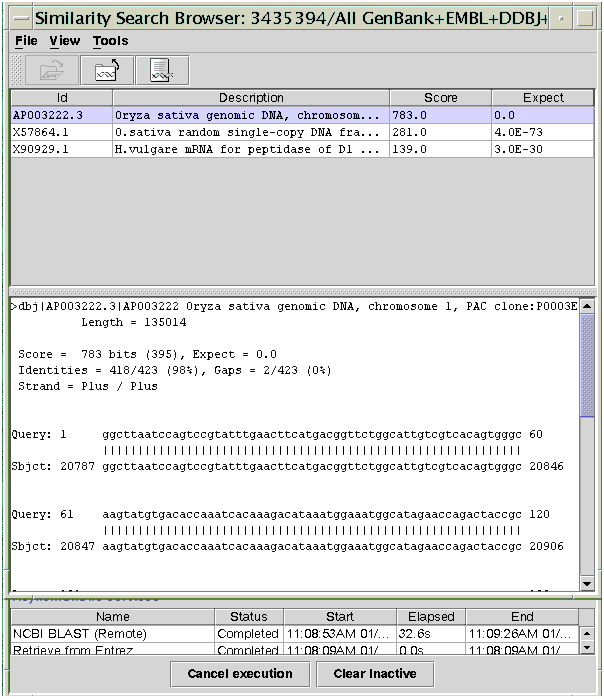 Similarity Search Browser: 3435394/All GenBank+EMBL+DDBJ+
File View Tools
Id Description Score Expect
AP003222.3 Oryza sativa genomic DNA, chromosom... 783.0 0.0
X57864.1 O.sativa random single-copy DNA fra... 281.0 4.0E-73
X90929.1 H.vulgare mRNA for peptidase of D1 ... 139.0 3.0E-30
>dbj|AP003222.3|AP003222 Oryza sativa genomic DNA, chromosome 1, PAC clone:P0003E
Length = 135014
Score = 783 bits (395), Expect = 0.0
Identities = 418/423 (98%), Gaps = 2/423 (0%)
Strand = Plus / Plus
Query: 1 ggcttaatccagtccgtatttgaacttcatgacggttctggcattgtcgtcacagtgggc 60
||||||||||||||||||||||||||||||||||||||||||||||||||||||||||||
Sbjct: 20787 ggcttaatccagtccgtatttgaacttcatgacggttctggcattgtcgtcacagtgggc 20846
Query: 61 aagtatgtgacaccaaatcacaaagacataaatggaaatggcatagaaccagactaccgc 120
||||||||||||||||||||||||||||||||||||||||||||||||||||||||||||
Sbjct: 20847 aagtatgtgacaccaaatcacaaagacataaatggaaatggcatagaaccagactaccgc 20906
Name Status Start Elapsed End
NCBI BLAST (Remote) Completed 11:08:53AM 01/... 32.6s 11:09:26AM 01/...
Retrieve from Entrez Completed 11:08:09AM 01/... 0.0s 11:08:09AM 01/...
Cancel execution Clear Inactive